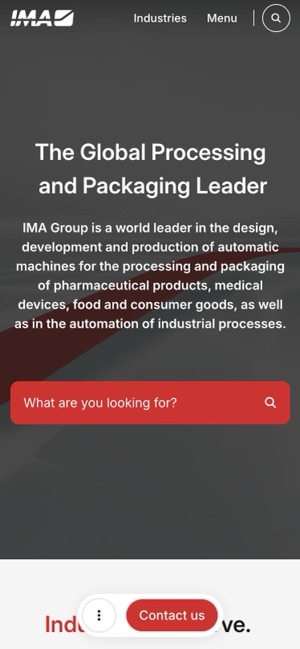 IMA
Industries Menu
The Global Processing
and Packaging Leader
IMA Group is a world leader in the design,
development and production of automatic
machines for the processing and packaging
of pharmaceutical products, medical
devices, food and consumer goods, as well
as in the automation of industrial processes.
What are you looking for?
Contact us